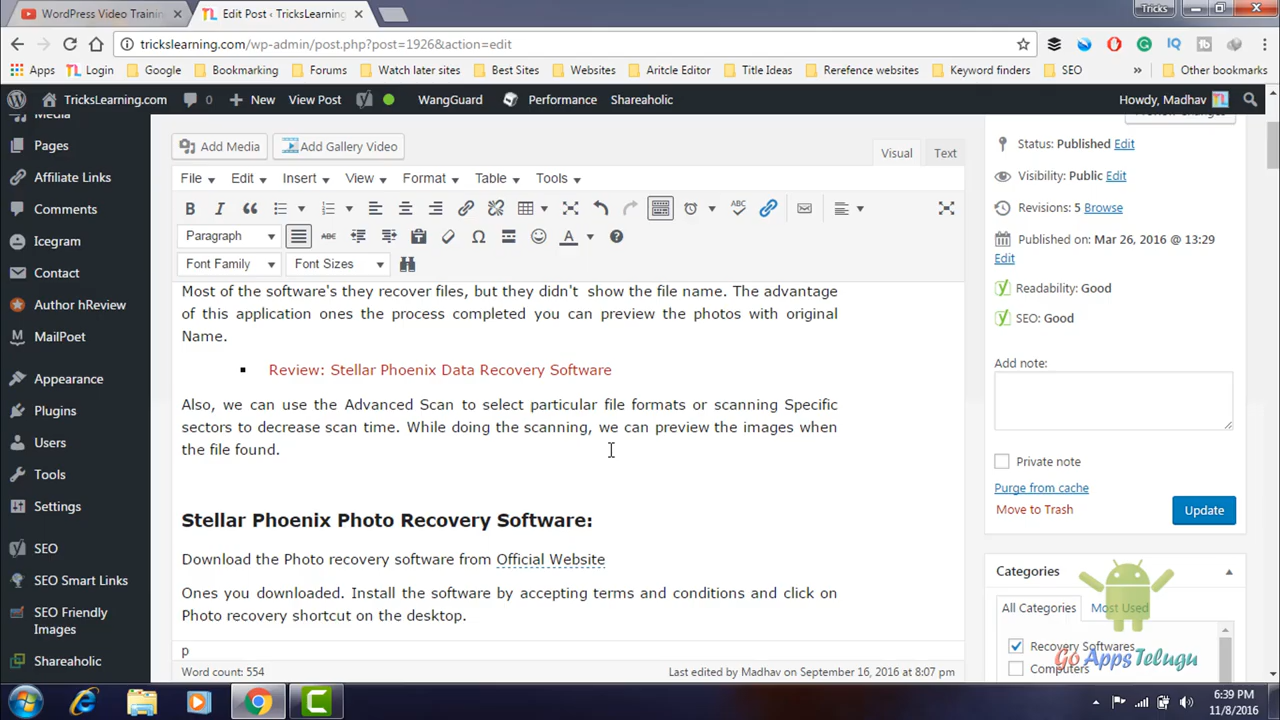 WordPress Video Trainin
Edit Post ‹ TricksLearning
Tricks
trickslearning.com/wp-admin/post.php?post=1926&action=edit
Apps Login Google Bookmarking Forums Watch later sites Best Sites Websites Aritcle Editor Title Ideas Rerefence websites Keyword finders SEO » Other bookmarks
TricksLearning.com 0 New View Post WangGuard Performance Shareaholic Howdy, Madhav
Media
Pages
Affiliate Links
Comments
Icegram
Contact
Author hReview
MailPoet
Appearance
Plugins
Users
Tools
Settings
SEO
SEO Smart Links
SEO Friendly
Images
Shareaholic
Add Media Add Gallery Video Visual Text
File Edit Insert View Format Table Tools
Paragraph
Font Family Font Sizes
Most of the software's they recover files, but they didn't show the file name. The advantage
of this application ones the process completed you can preview the photos with original
Name.
Review: Stellar Phoenix Data Recovery Software
Also, we can use the Advanced Scan to select particular file formats or scanning Specific
sectors to decrease scan time. While doing the scanning, we can preview the images when
the file found.
Stellar Phoenix Photo Recovery Software:
Download the Photo recovery software from Official Website
Ones you downloaded. Install the software by accepting terms and conditions and click on
Photo recovery shortcut on the desktop.
p
Word count: 554 Last edited by Madhav on September 16, 2016 at 8:07 pm
Preview Changes
Status: Published Edit
Visibility: Public Edit
Revisions: 5 Browse
Published on: Mar 26, 2016 @ 13:29
Edit
Readability: Good
SEO: Good
Add note:
Private note
Purge from cache
Move to Trash Update
Categories
All Categories Most Used
Recovery Softwares
Computers
Go AppsTelugu
6:39 PM
11/8/2016